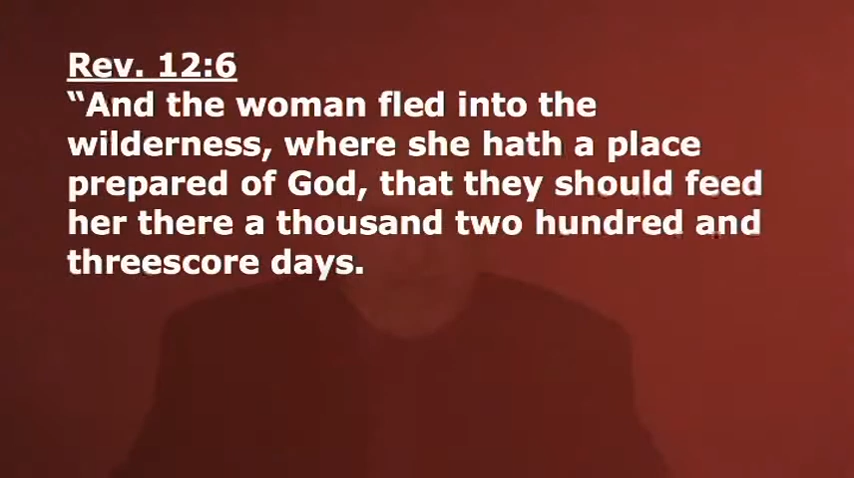 Rev. 12:6
“And the woman fled into the
wilderness, where she hath a place
prepared of God, that they should feed
her there a thousand two hundred and
threescore days.